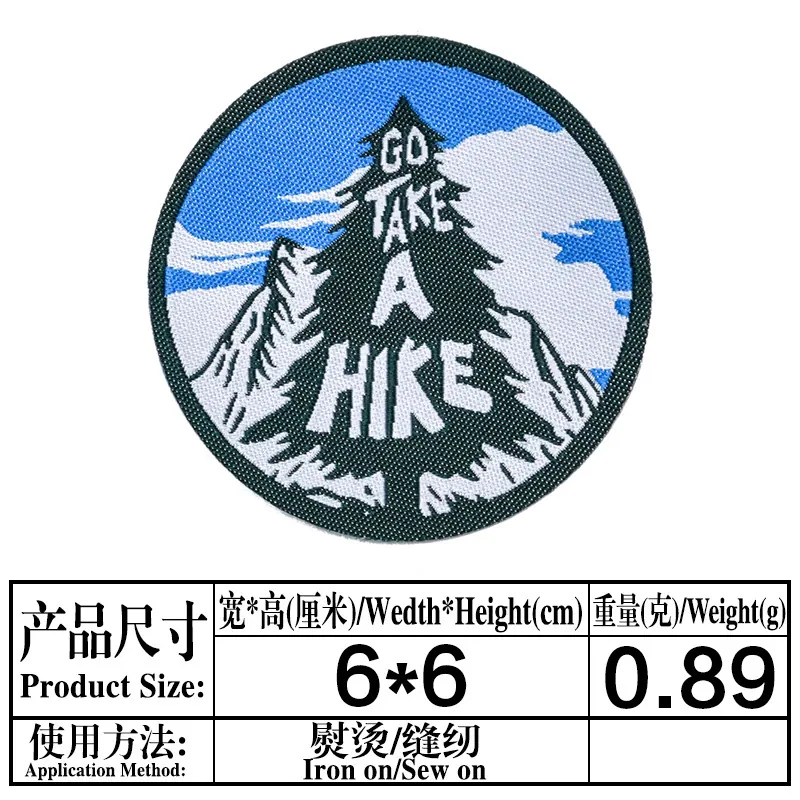 GO
TAKE
A
HIKE
产品尺寸
Product Size:
宽*高(厘米)/Wedth*Height(cm)
重量(克)/Weight(g)
6*6
0.89
使用方法:
Application Method:
熨烫/缝纫
Iron on/Sew on